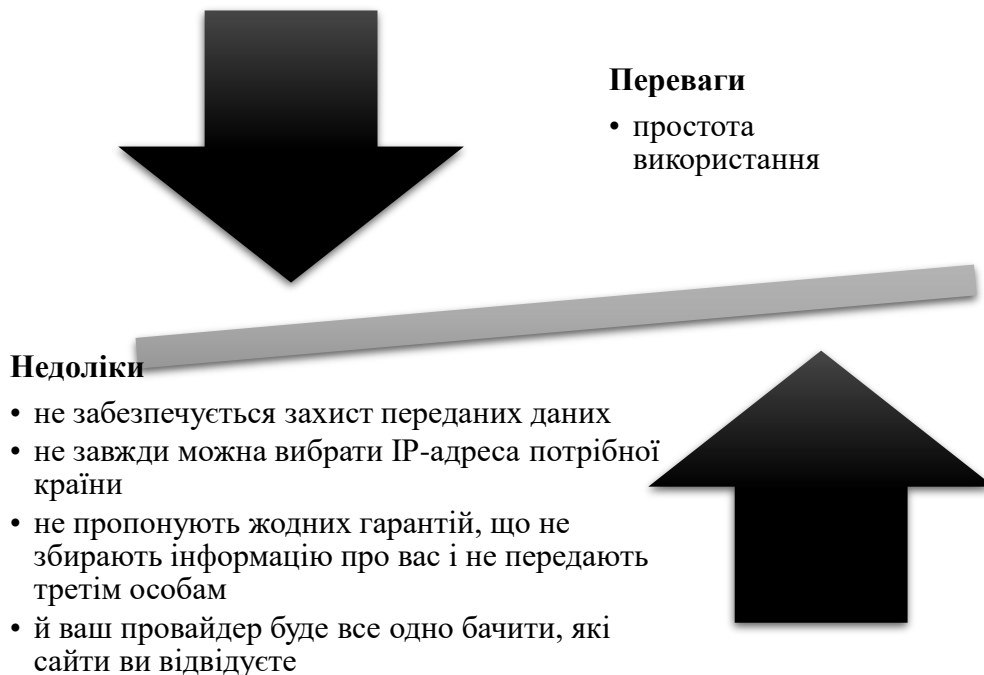 Переваги
• простота
використання
Недоліки
• не забезпечується захист переданих даних
• не завжди можна вибрати IP-адреса потрібної
країни
• не пропонують жодних гарантій, що не
збирають інформацію про вас і не передають
третім особам
• й ваш провайдер буде все одно бачити, які
сайти ви відвідуєте